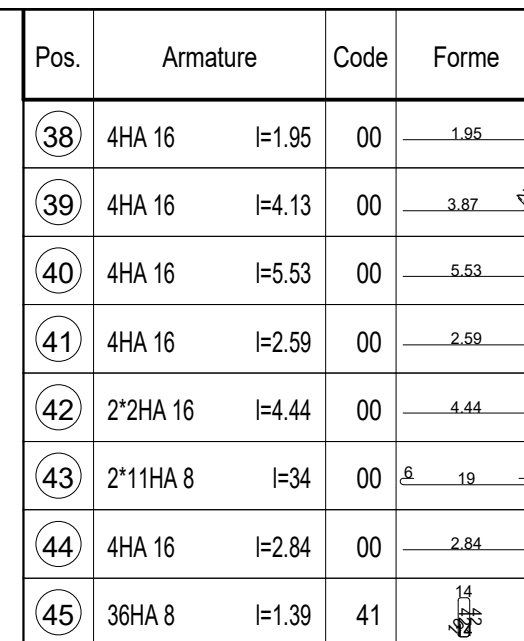 Pos. Armature Code Forme
38 4HA 16 l=1.95 00 1.95
39 4HA 16 l=4.13 00 3.87
40 4HA 16 l=5.53 00 5.53
41 4HA 16 l=2.59 00 2.59
42 2*2HA 16 l=4.44 00 4.44
43 2*11HA 8 l=34 00 6 19
44 4HA 16 l=2.84 00 2.84
45 36HA 8 l=1.39 41 14